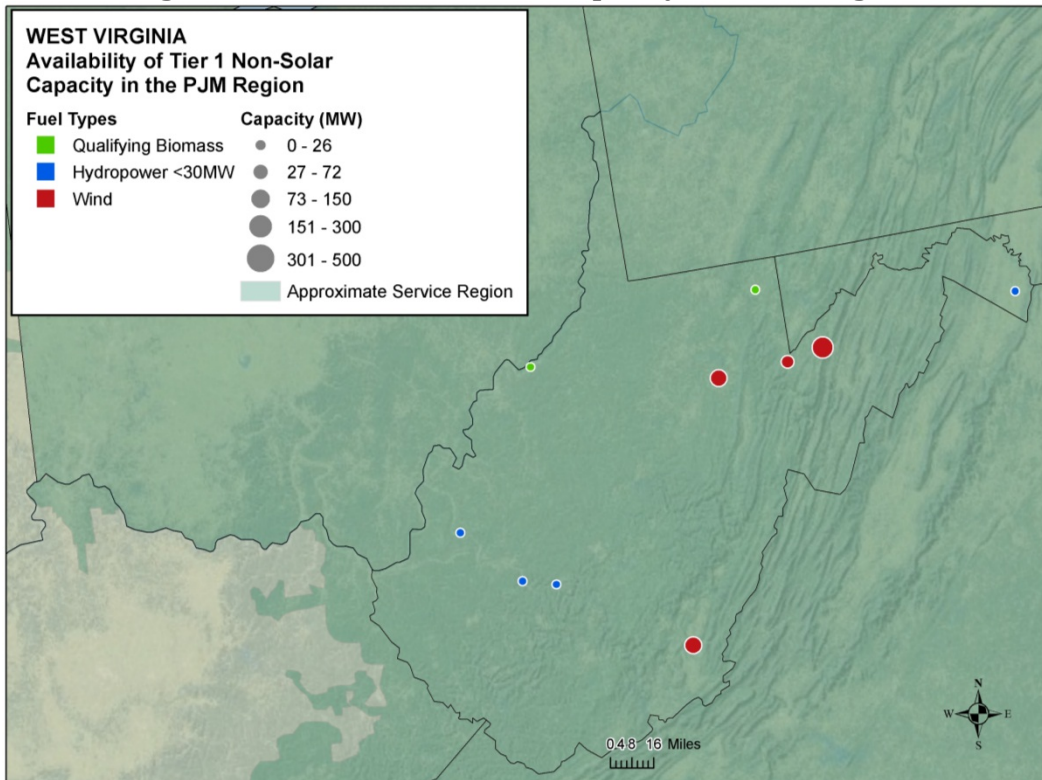 WEST VIRGINIA
Availability of Tier 1 Non-Solar
Capacity in the PJM Region
Fuel Types
Qualifying Biomass
Hydropower <30MW
Wind
Capacity (MW)
0 - 26
27 - 72
73 - 150
151 - 300
301 - 500
Approximate Service Region
N
W E
S
0 4 8 16 Miles